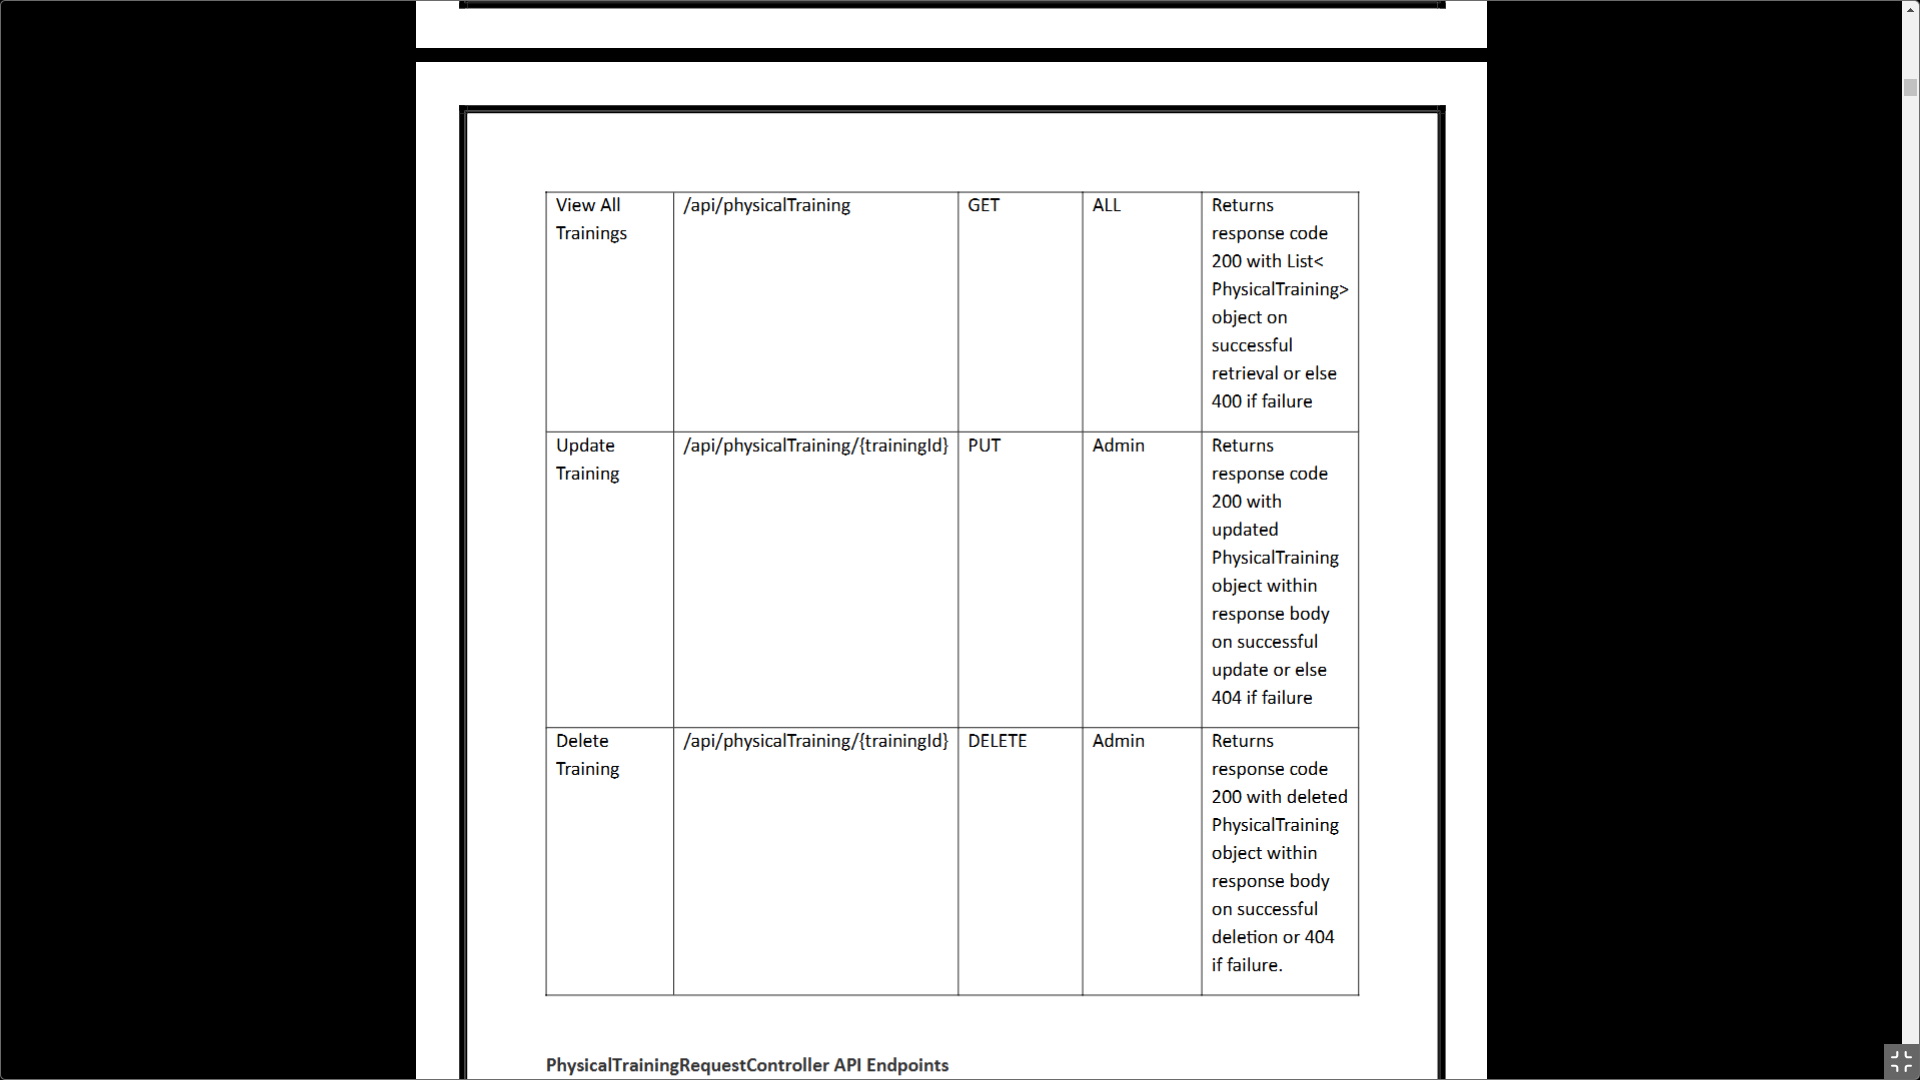 View All
Trainings
/api/physicalTraining
GET
ALL
Returns
response code
200 with List<
PhysicalTraining>
object on
successful
retrieval or else
400 if failure
Update
Training
/api/physicalTraining/{trainingId}
PUT
Admin
Returns
response code
200 with
updated
PhysicalTraining
object within
response body
on successful
update or else
404 if failure
Delete
Training
/api/physicalTraining/{trainingId}
DELETE
Admin
Returns
response code
200 with deleted
PhysicalTraining
object within
response body
on successful
deletion or 404
if failure.
PhysicalTrainingRequestController API Endpoints